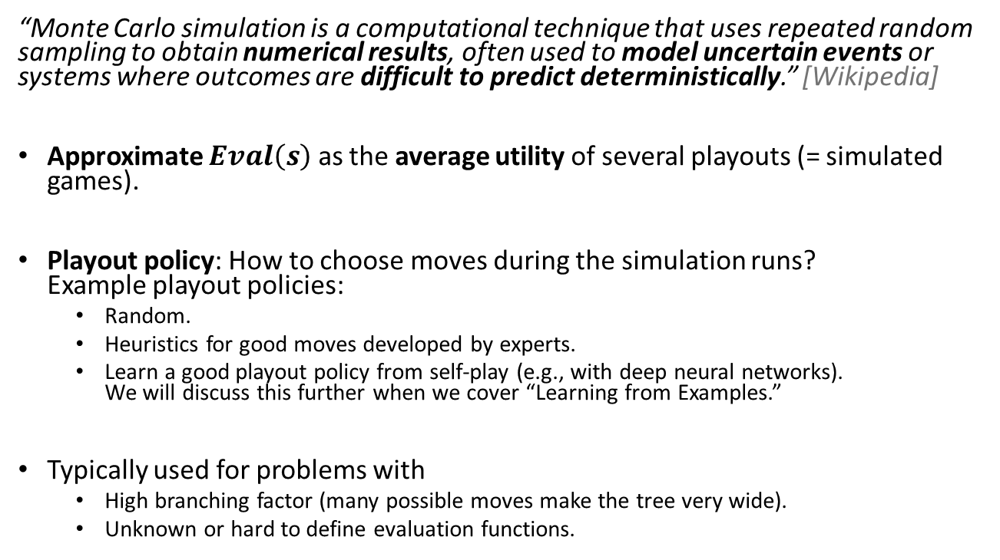 “Monte Carlo simulation is a computational technique that uses repeated random
sampling to obtain numerical results, often used to model uncertain events or
systems where outcomes are difficult to predict deterministically.” [Wikipedia]
• Approximate Eval(s) as the average utility of several playouts (= simulated
games).
• Playout policy: How to choose moves during the simulation runs?
Example playout policies:
• Random.
• Heuristics for good moves developed by experts.
• Learn a good playout policy from self-play (e.g., with deep neural networks).
We will discuss this further when we cover “Learning from Examples.”
• Typically used for problems with
• High branching factor (many possible moves make the tree very wide).
• Unknown or hard to define evaluation functions.